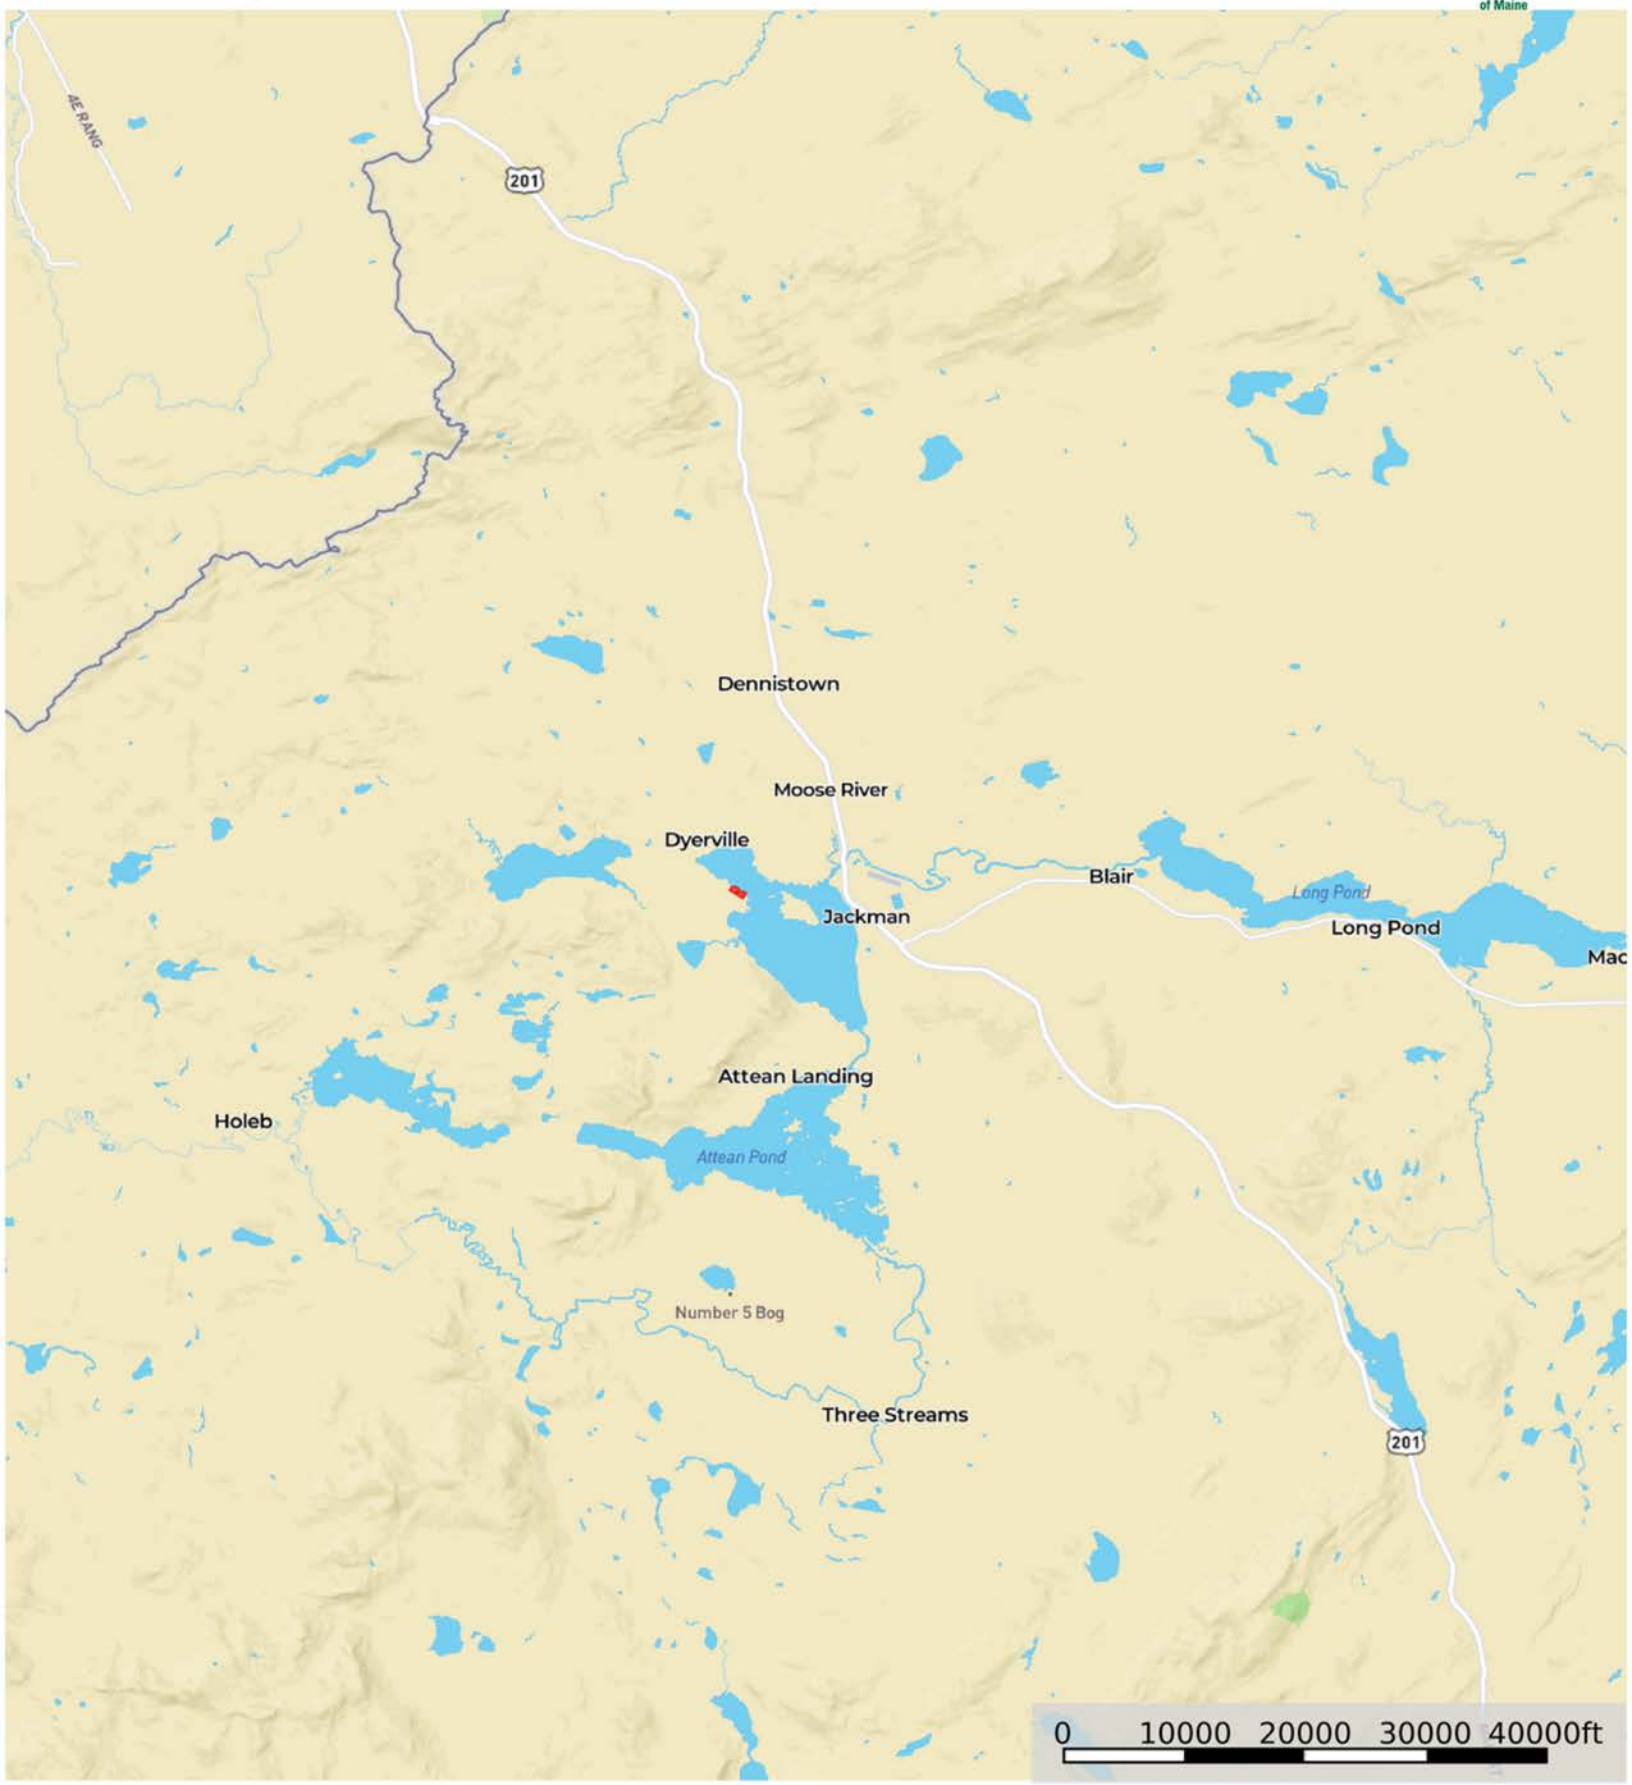 of Maine
4E RANG
201
Dennistown
Moose River
Dyerville
Blair
Long Pond
Jackman
Long Pond
Mac
Attean Landing
Holeb
Attean Pond
Number 5 Bog
Three Streams
201
0 10000 20000 30000 40000ft